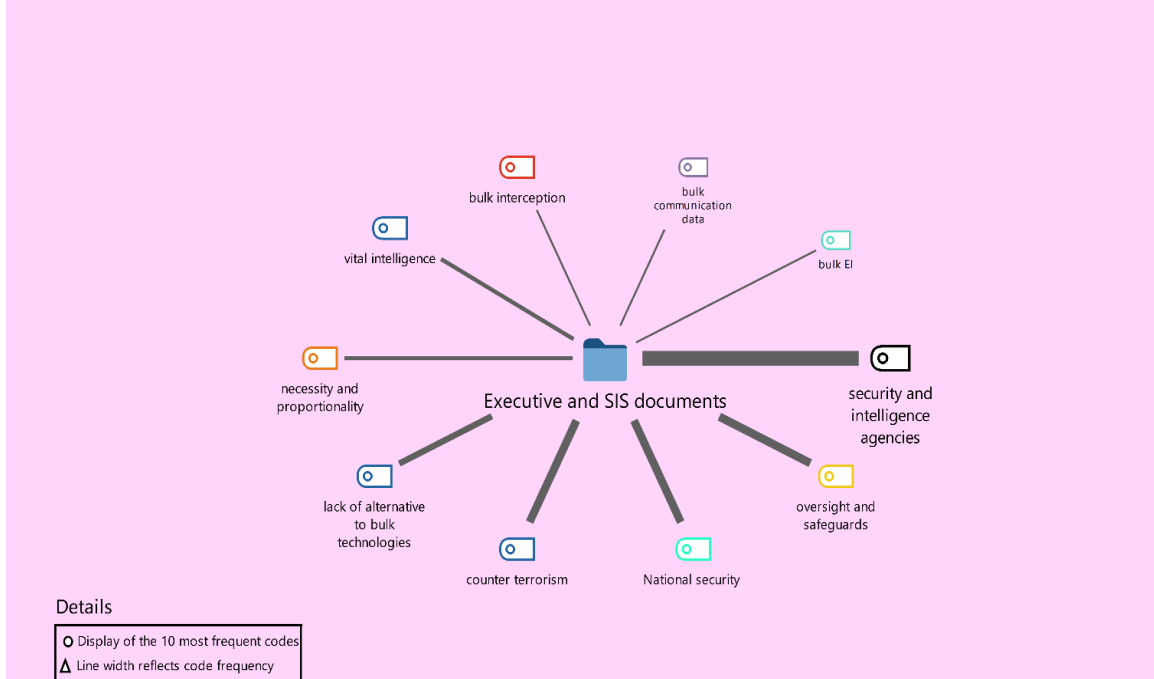 bulk interception
bulk
communication
data
vital intelligence
bulk EI
necessity and
proportionality
Executive and SIS documents
security and
intelligence
agencies
lack of alternative
to bulk
technologies
oversight and
safeguards
counter terrorism
National security
Details
Display of the 10 most frequent codes
Line width reflects code frequency